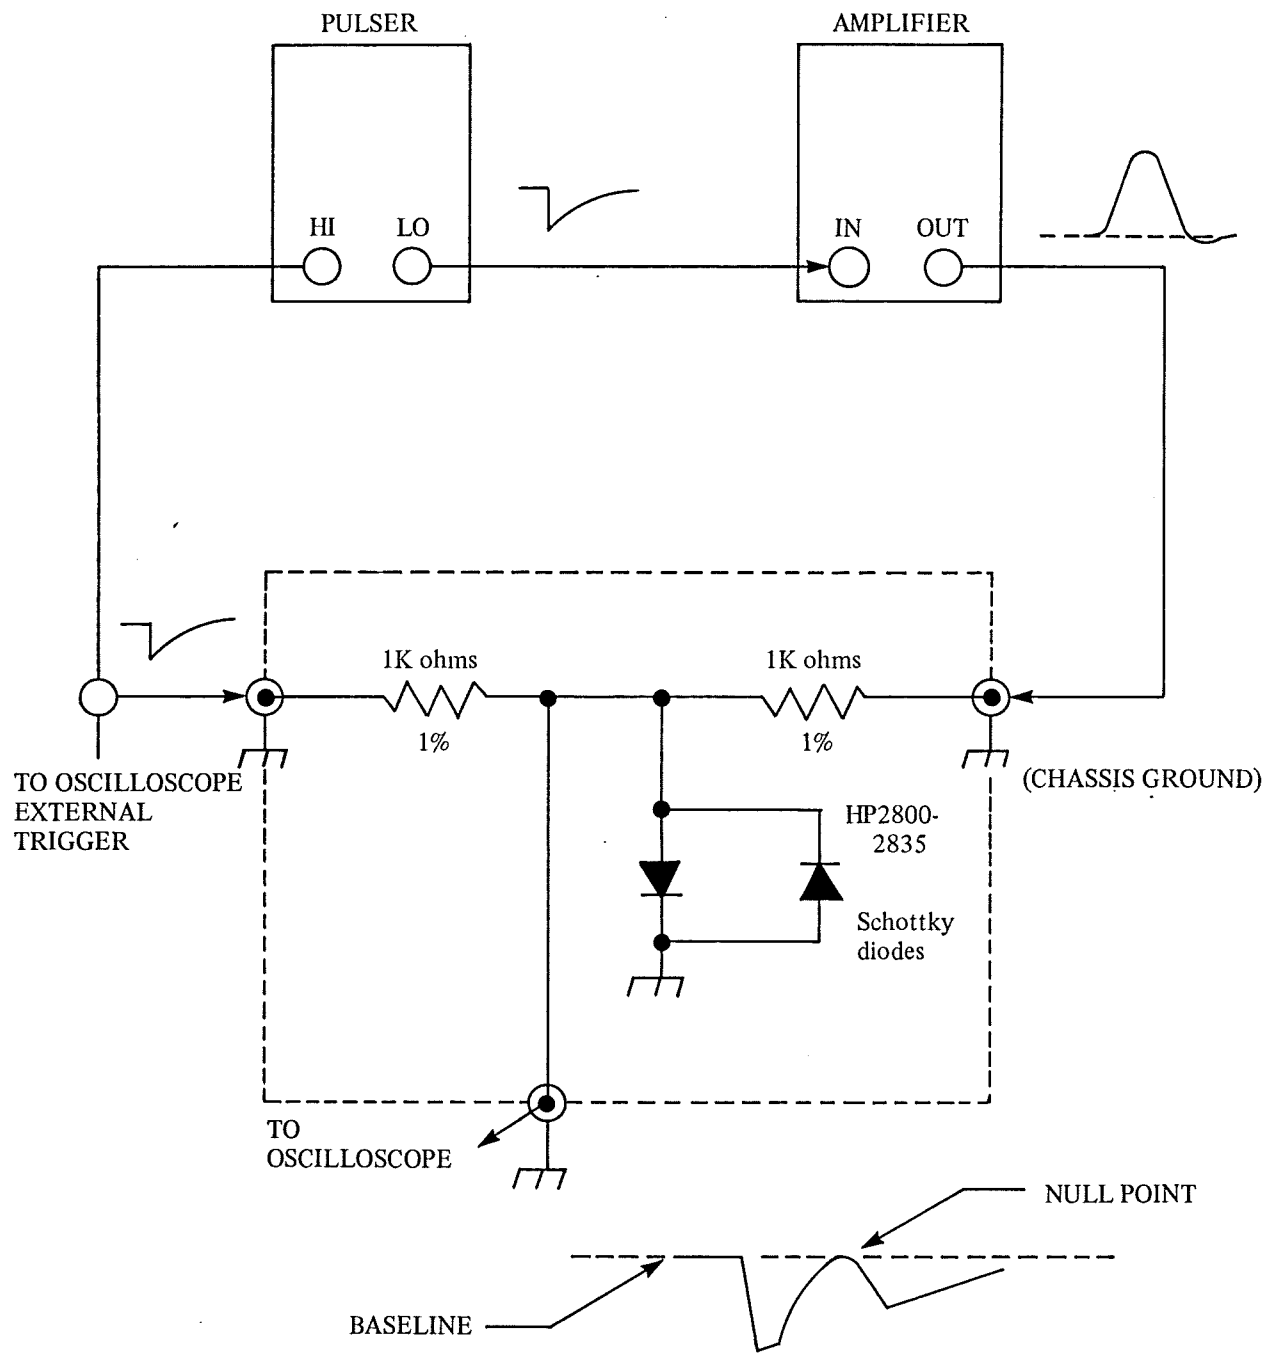 PULSER
AMPLIFIER
HI
LO
IN
OUT
1K ohms
1K ohms
1%
1%
TO OSCILLOSCOPE
EXTERNAL
TRIGGER
(CHASSIS GROUND)
HP2800-
2835
Schottky
diodes
TO
OSCILLOSCOPE
NULL POINT
BASELINE